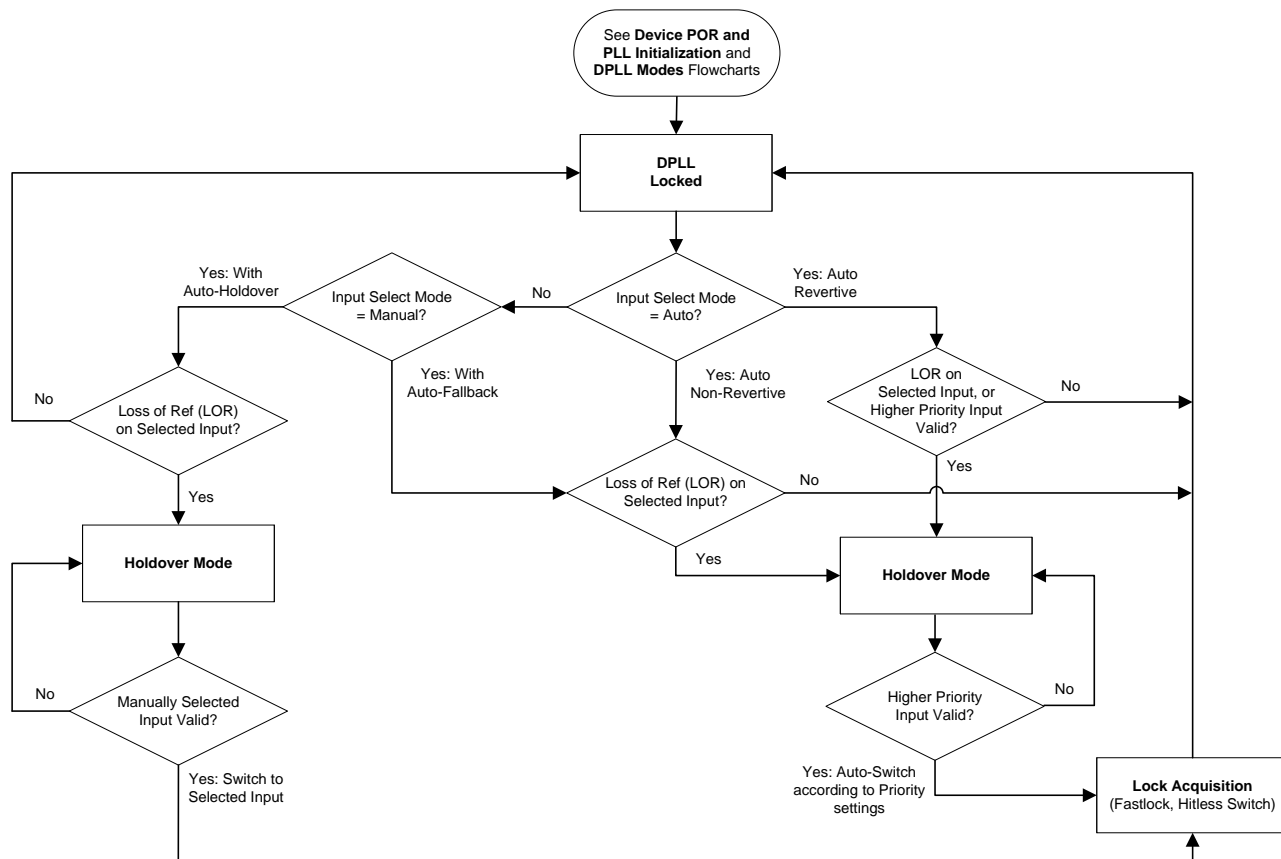 See Device POR and
PLL Initialization and
DPLL Modes Flowcharts
DPLL
Locked
Yes: With
Auto-Holdover
Input Select Mode
= Manual?
No
Input Select Mode
= Auto?
Yes: Auto
Revertive
Yes: With
Auto-Fallback
Yes: Auto
Non-Revertive
LOR on
Selected Input, or
Higher Priority Input
Valid?
No
No
Loss of Ref (LOR)
on Selected Input?
Yes
Loss of Ref (LOR) on
Selected Input?
No
Yes
Yes
Holdover Mode
Holdover Mode
No
Manually Selected
Input Valid?
Higher Priority
Input Valid?
No
Yes: Switch to
Selected Input
Yes: Auto-Switch
according to Priority
settings
Lock Acquisition
(Fastlock, Hitless Switch)